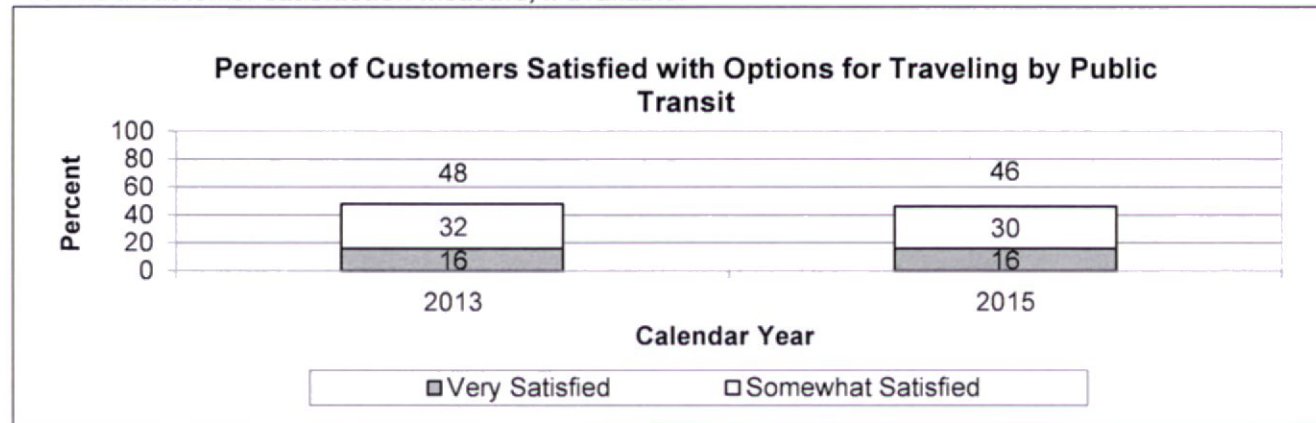 Percent of Customers Satisfied with Options for Traveling by Public
Transit
Percent
100
80
60
40
20
0
48
46
32
30
16
16
2013
2015
Calendar Year
Very Satisfied
Somewhat Satisfied